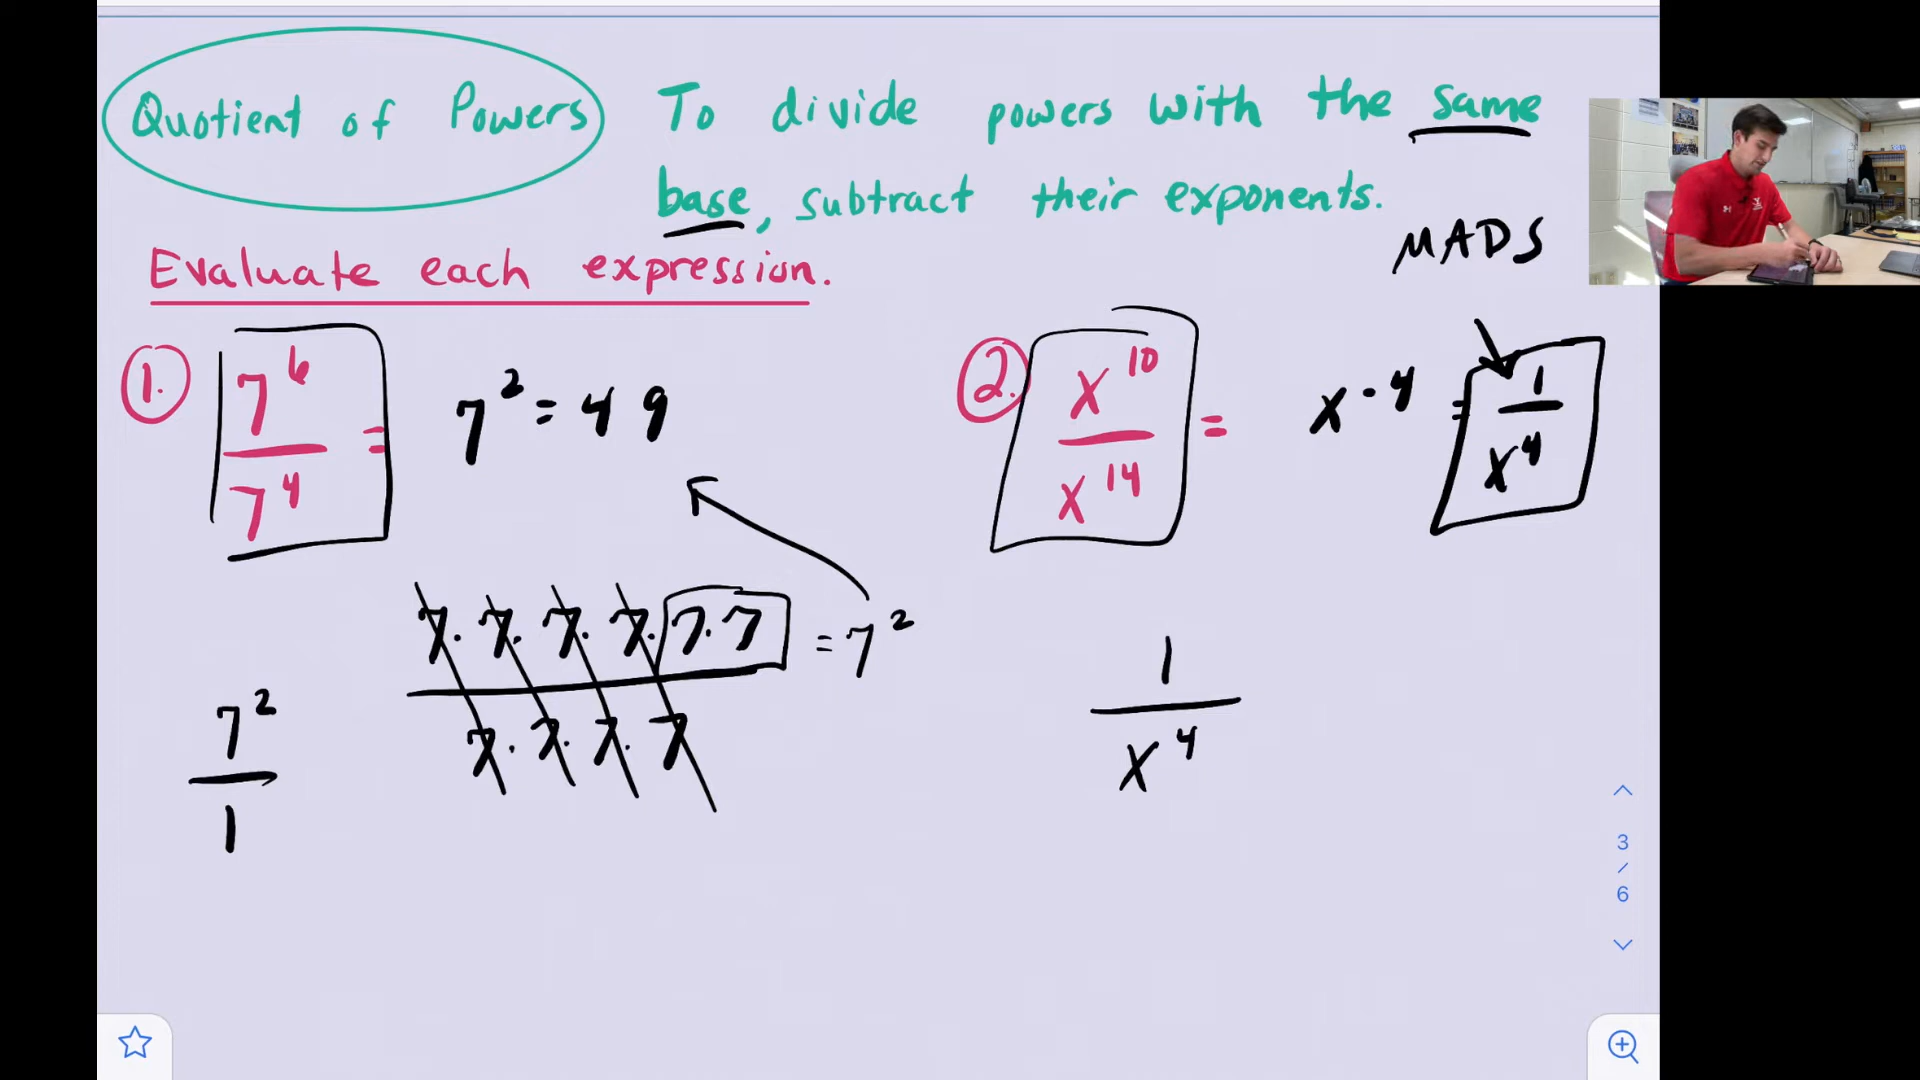 Quotient of Powers
To divide powers with the same
base, subtract their exponents.
MADS
Evaluate each expression.
1. 7^6 / 7^4 = 7^2 = 49
2. x^10 / x^14 = x^-4 = 1 / x^4
7 · 7 · 7 · 7 · 7 · 7 / 7 · 7 · 7 · 7 = 7^2
7^2 / 1
1 / x^4
3
/
6